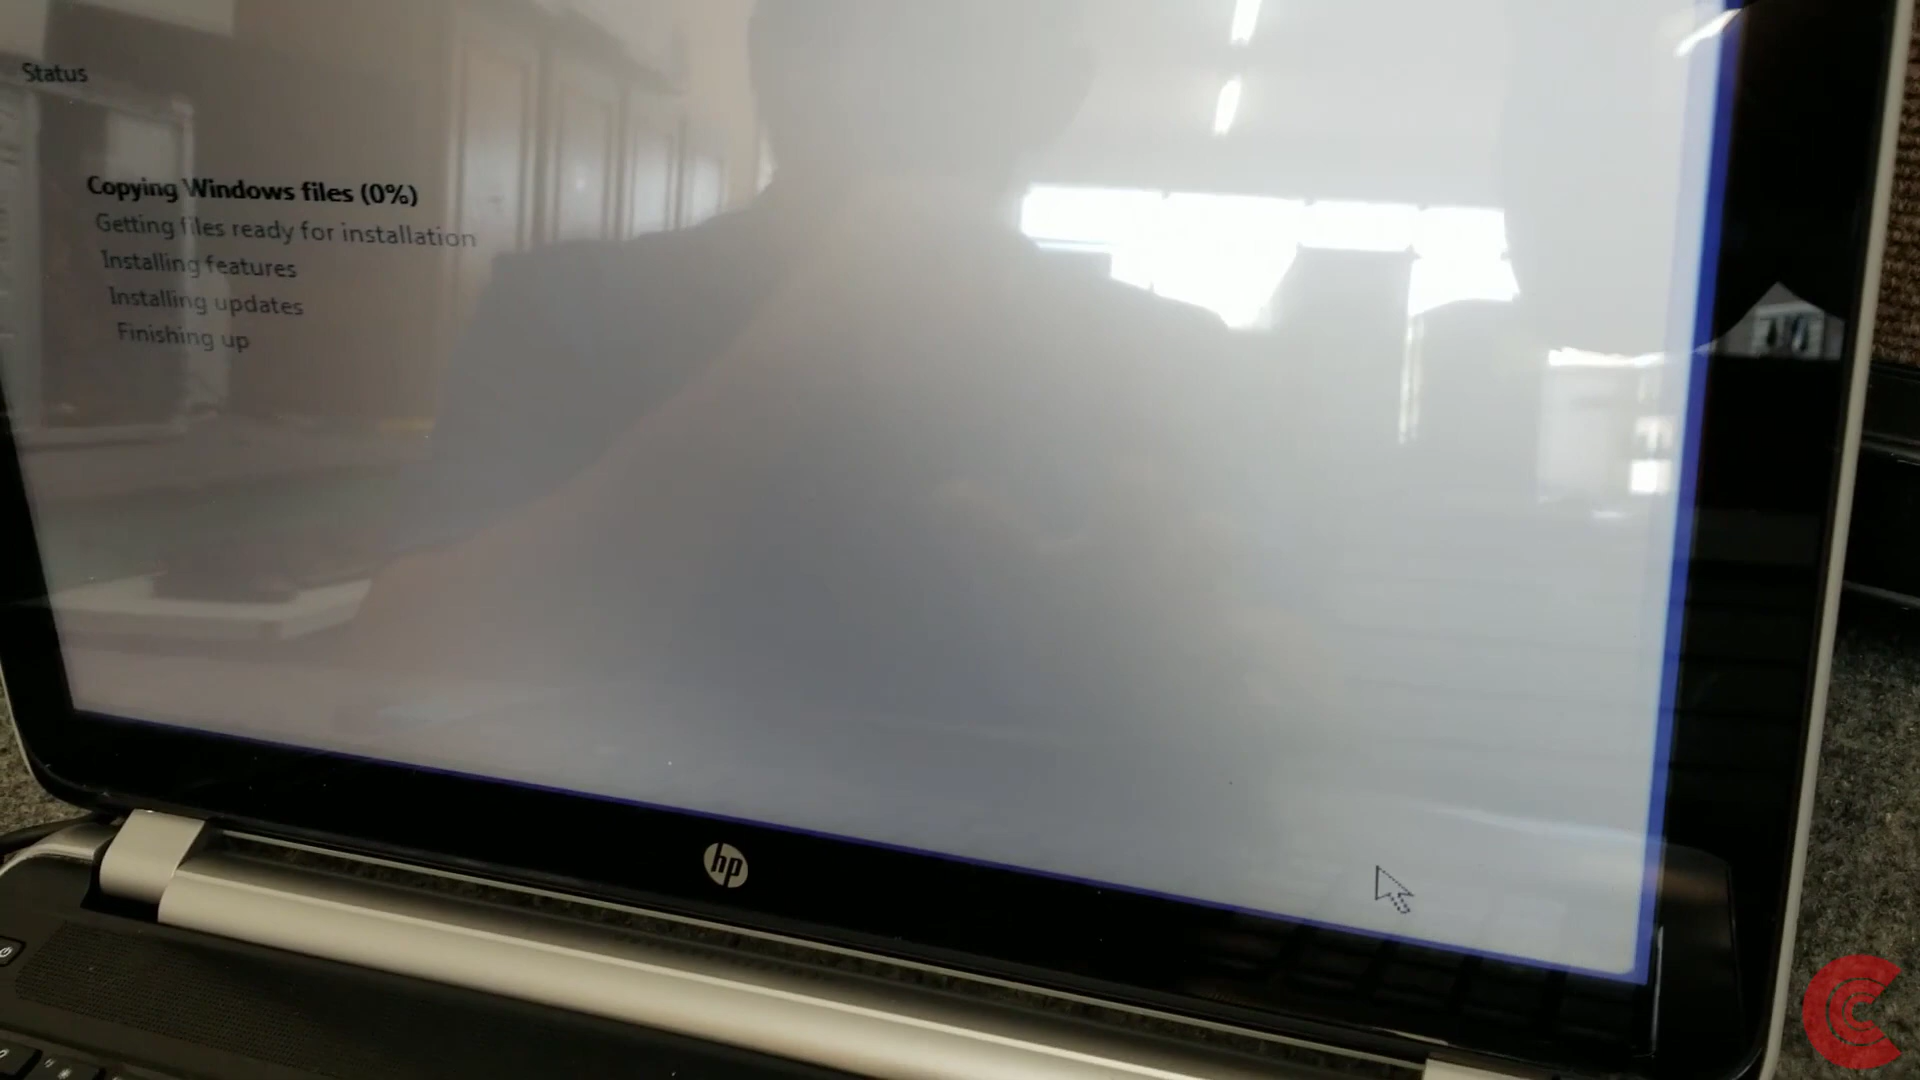 Status
Copying Windows files (0%)
Getting files ready for installation
Installing features
Installing updates
Finishing up
hp